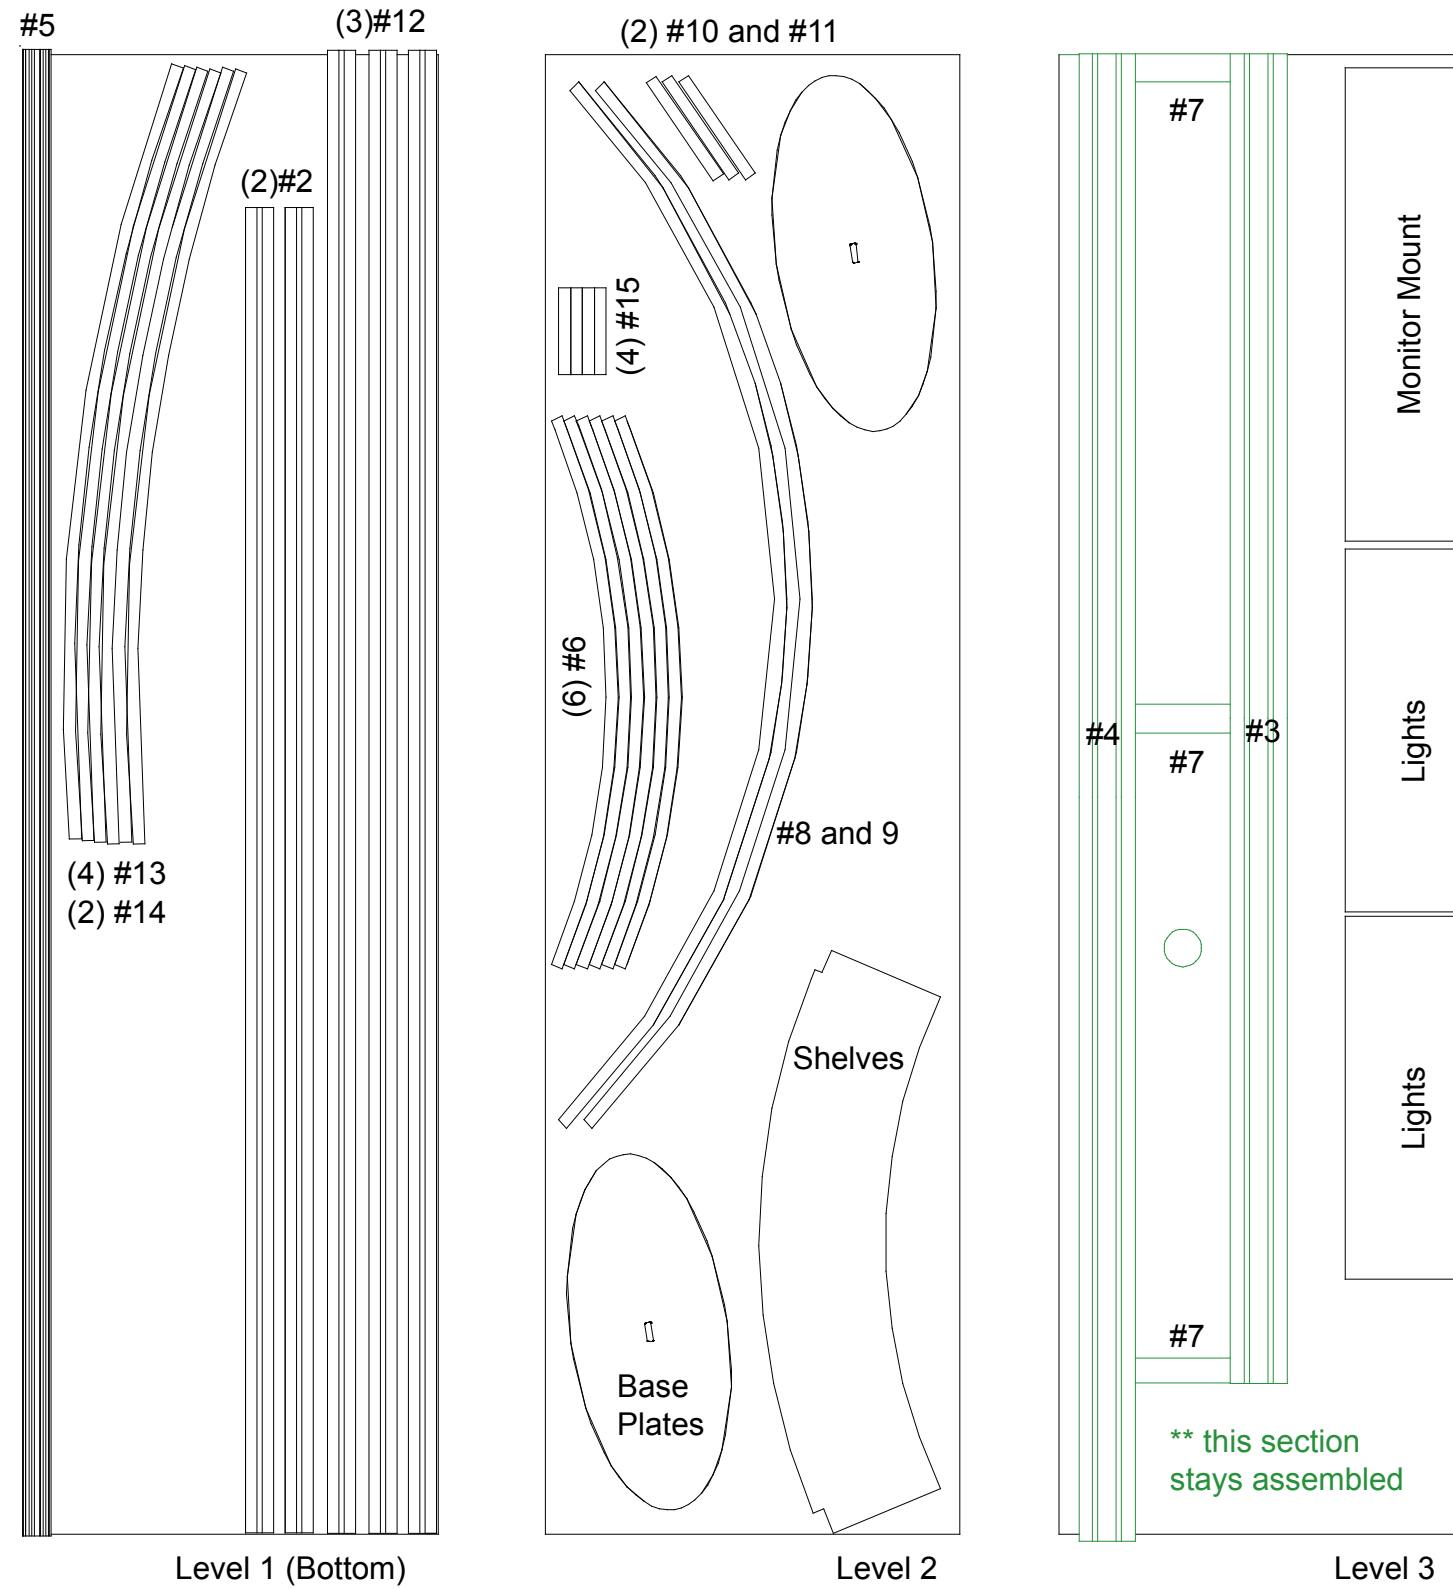 #5
(3)#12
(2)#2
(4) #13
(2) #14
Level 1 (Bottom)
(2) #10 and #11
(4) #15
(6) #6
#8 and 9
Shelves
Base
Plates
Level 2
#7
Monitor Mount
#4
#3
#7
Lights
Lights
#7
** this section
stays assembled
Level 3